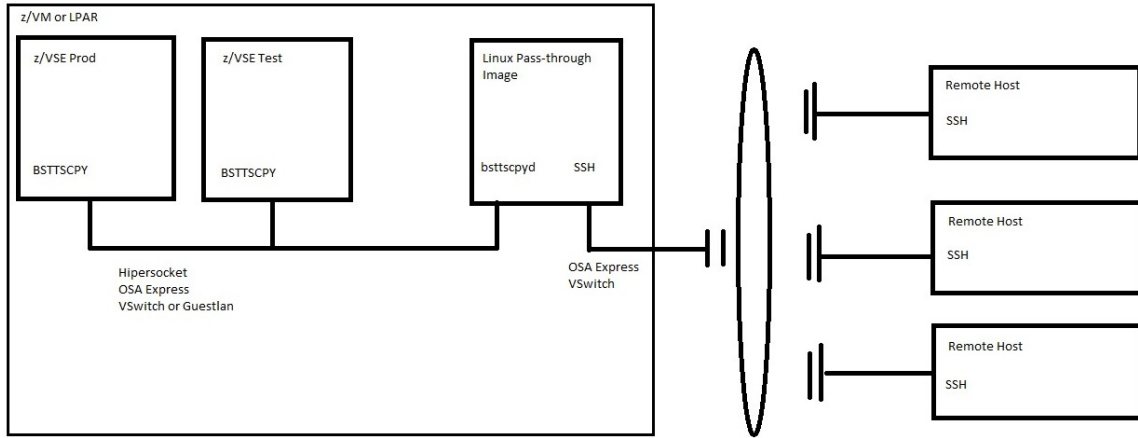 z/VM or LPAR
z/VSE Prod
BSTTSCPY
z/VSE Test
BSTTSCPY
Linux Pass-through
Image
bsttscpyd
SSH
Hipersocket
OSA Express
VSwitch or Guestlan
OSA Express
VSwitch
Remote Host
SSH
Remote Host
SSH
Remote Host
SSH